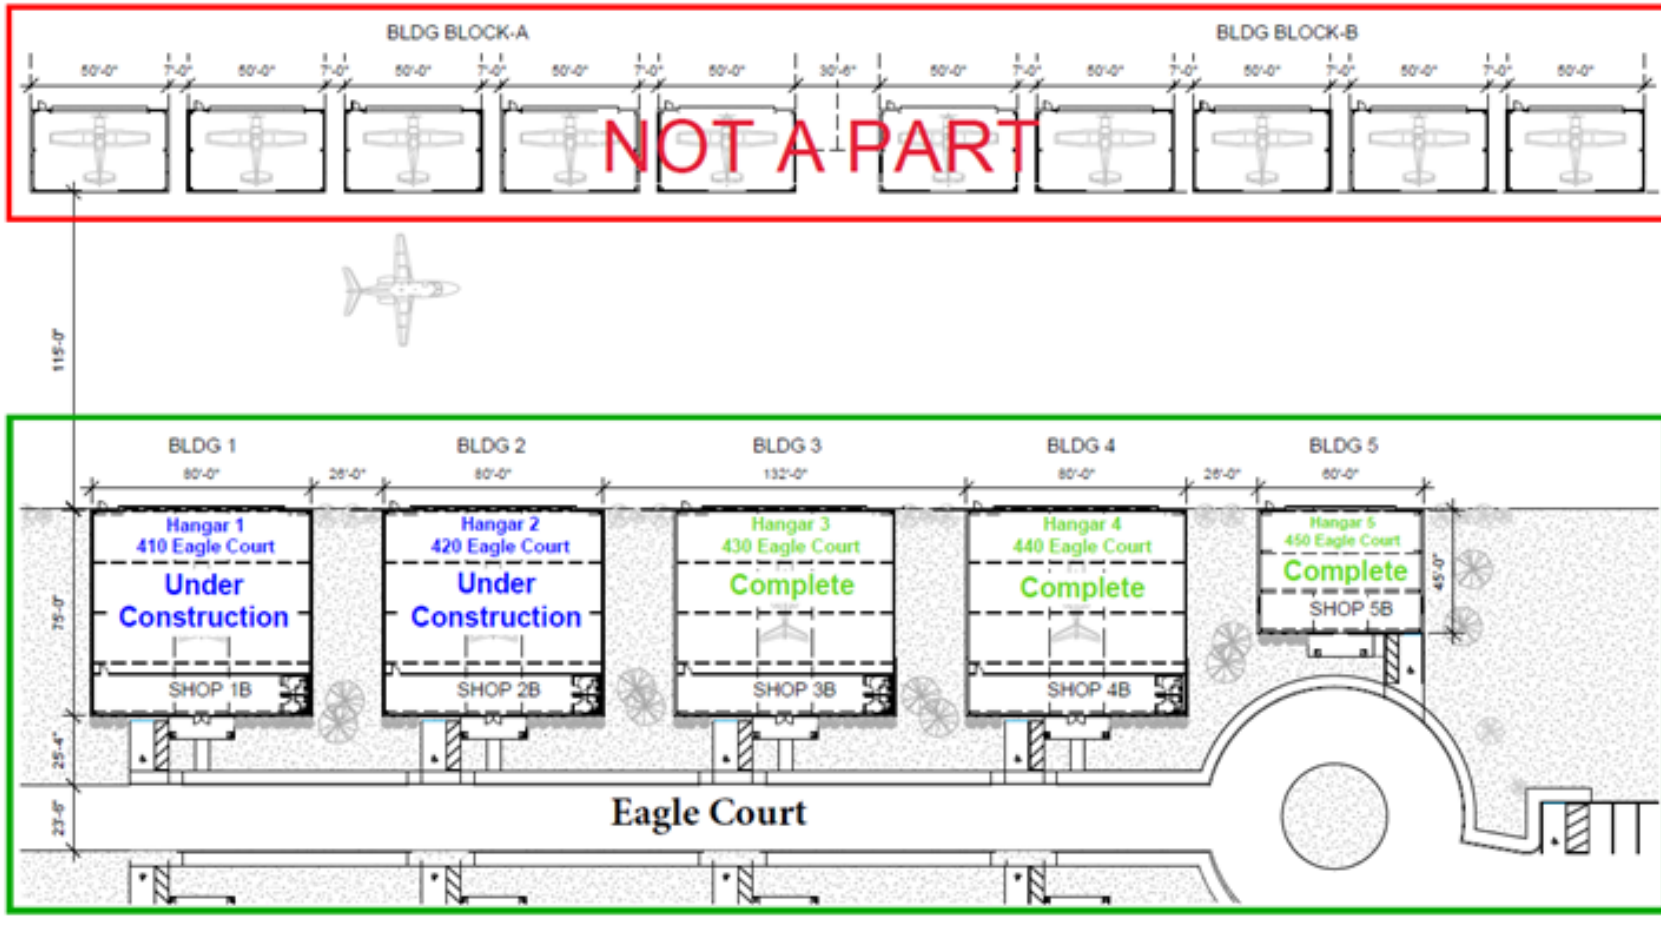 BLDG BLOCK-A BLDG BLOCK-B
50'-0" 7'-0" 50'-0" 7'-0" 50'-0" 7'-0" 50'-0" 7'-0" 50'-0" 30'-6" 50'-0" 7'-0" 50'-0" 7'-0" 50'-0" 7'-0" 50'-0" 7'-0" 50'-0"
NOT A PART
115'-0"
BLDG 1 BLDG 2 BLDG 3 BLDG 4 BLDG 5
80'-0" 26'-0" 80'-0" 132'-0" 80'-0" 26'-0" 60'-0"
Hangar 1
410 Eagle Court
Under
Construction
SHOP 1B
Hangar 2
420 Eagle Court
Under
Construction
SHOP 2B
Hangar 3
430 Eagle Court
Complete
SHOP 3B
Hangar 4
440 Eagle Court
Complete
SHOP 4B
Hangar 5
450 Eagle Court
Complete
SHOP 5B
45'-0"
75'-0"
25'-4"
23'-6"
Eagle Court